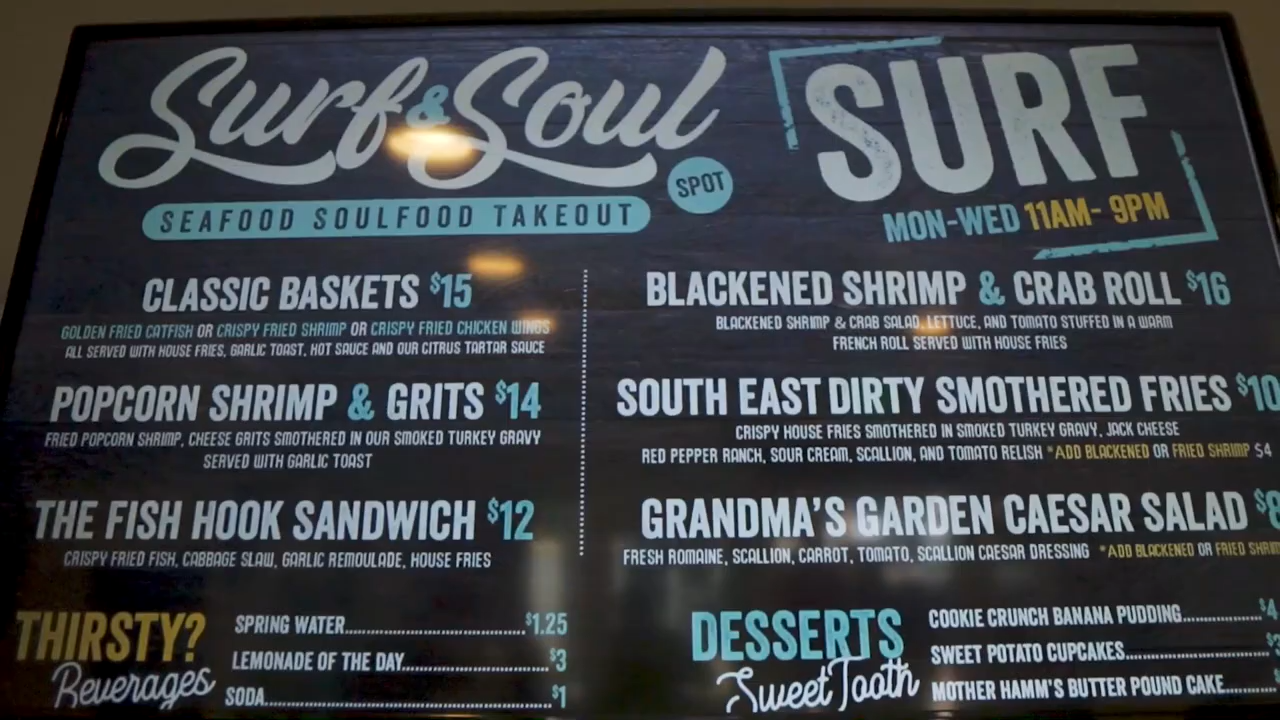 Surf & Soul
SPOT
SEAFOOD SOULFOOD TAKEOUT
SURF
MON-WED 11AM- 9PM
CLASSIC BASKETS $15
GOLDEN FRIED CATFISH OR CRISPY FRIED SHRIMP OR CRISPY FRIED CHICKEN WINGS
ALL SERVED WITH HOUSE FRIES, GARLIC TOAST, HOT SAUCE AND OUR CITRUS TARTAR SAUCE
POPCORN SHRIMP & GRITS $14
FRIED POPCORN SHRIMP, CHEESE GRITS SMOTHERED IN OUR SMOKED TURKEY GRAVY
SERVED WITH GARLIC TOAST
THE FISH HOOK SANDWICH $12
CRISPY FRIED FISH, CABBAGE SLAW, GARLIC REMOULADE, HOUSE FRIES
BLACKENED SHRIMP & CRAB ROLL $16
BLACKENED SHRIMP & CRAB SALAD, LETTUCE, AND TOMATO STUFFED IN A WARM
FRENCH ROLL SERVED WITH HOUSE FRIES
SOUTH EAST DIRTY SMOTHERED FRIES $10
CRISPY HOUSE FRIES SMOTHERED IN SMOKED TURKEY GRAVY, JACK CHEESE
RED PEPPER RANCH, SOUR CREAM, SCALLION, AND TOMATO RELISH *ADD BLACKENED OR FRIED SHRIMP $4
GRANDMA'S GARDEN CAESAR SALAD
FRESH ROMAINE, SCALLION, CARROT, TOMATO, SCALLION CAESAR DRESSING *ADD BLACKENED OR FRIED SHRIMP
THIRSTY?
Beverages
SPRING WATER $1.25
LEMONADE OF THE DAY $3
SODA $1
DESSERTS
Sweet Tooth
COOKIE CRUNCH BANANA PUDDING $4
SWEET POTATO CUPCAKES
MOTHER HAMM'S BUTTER POUND CAKE